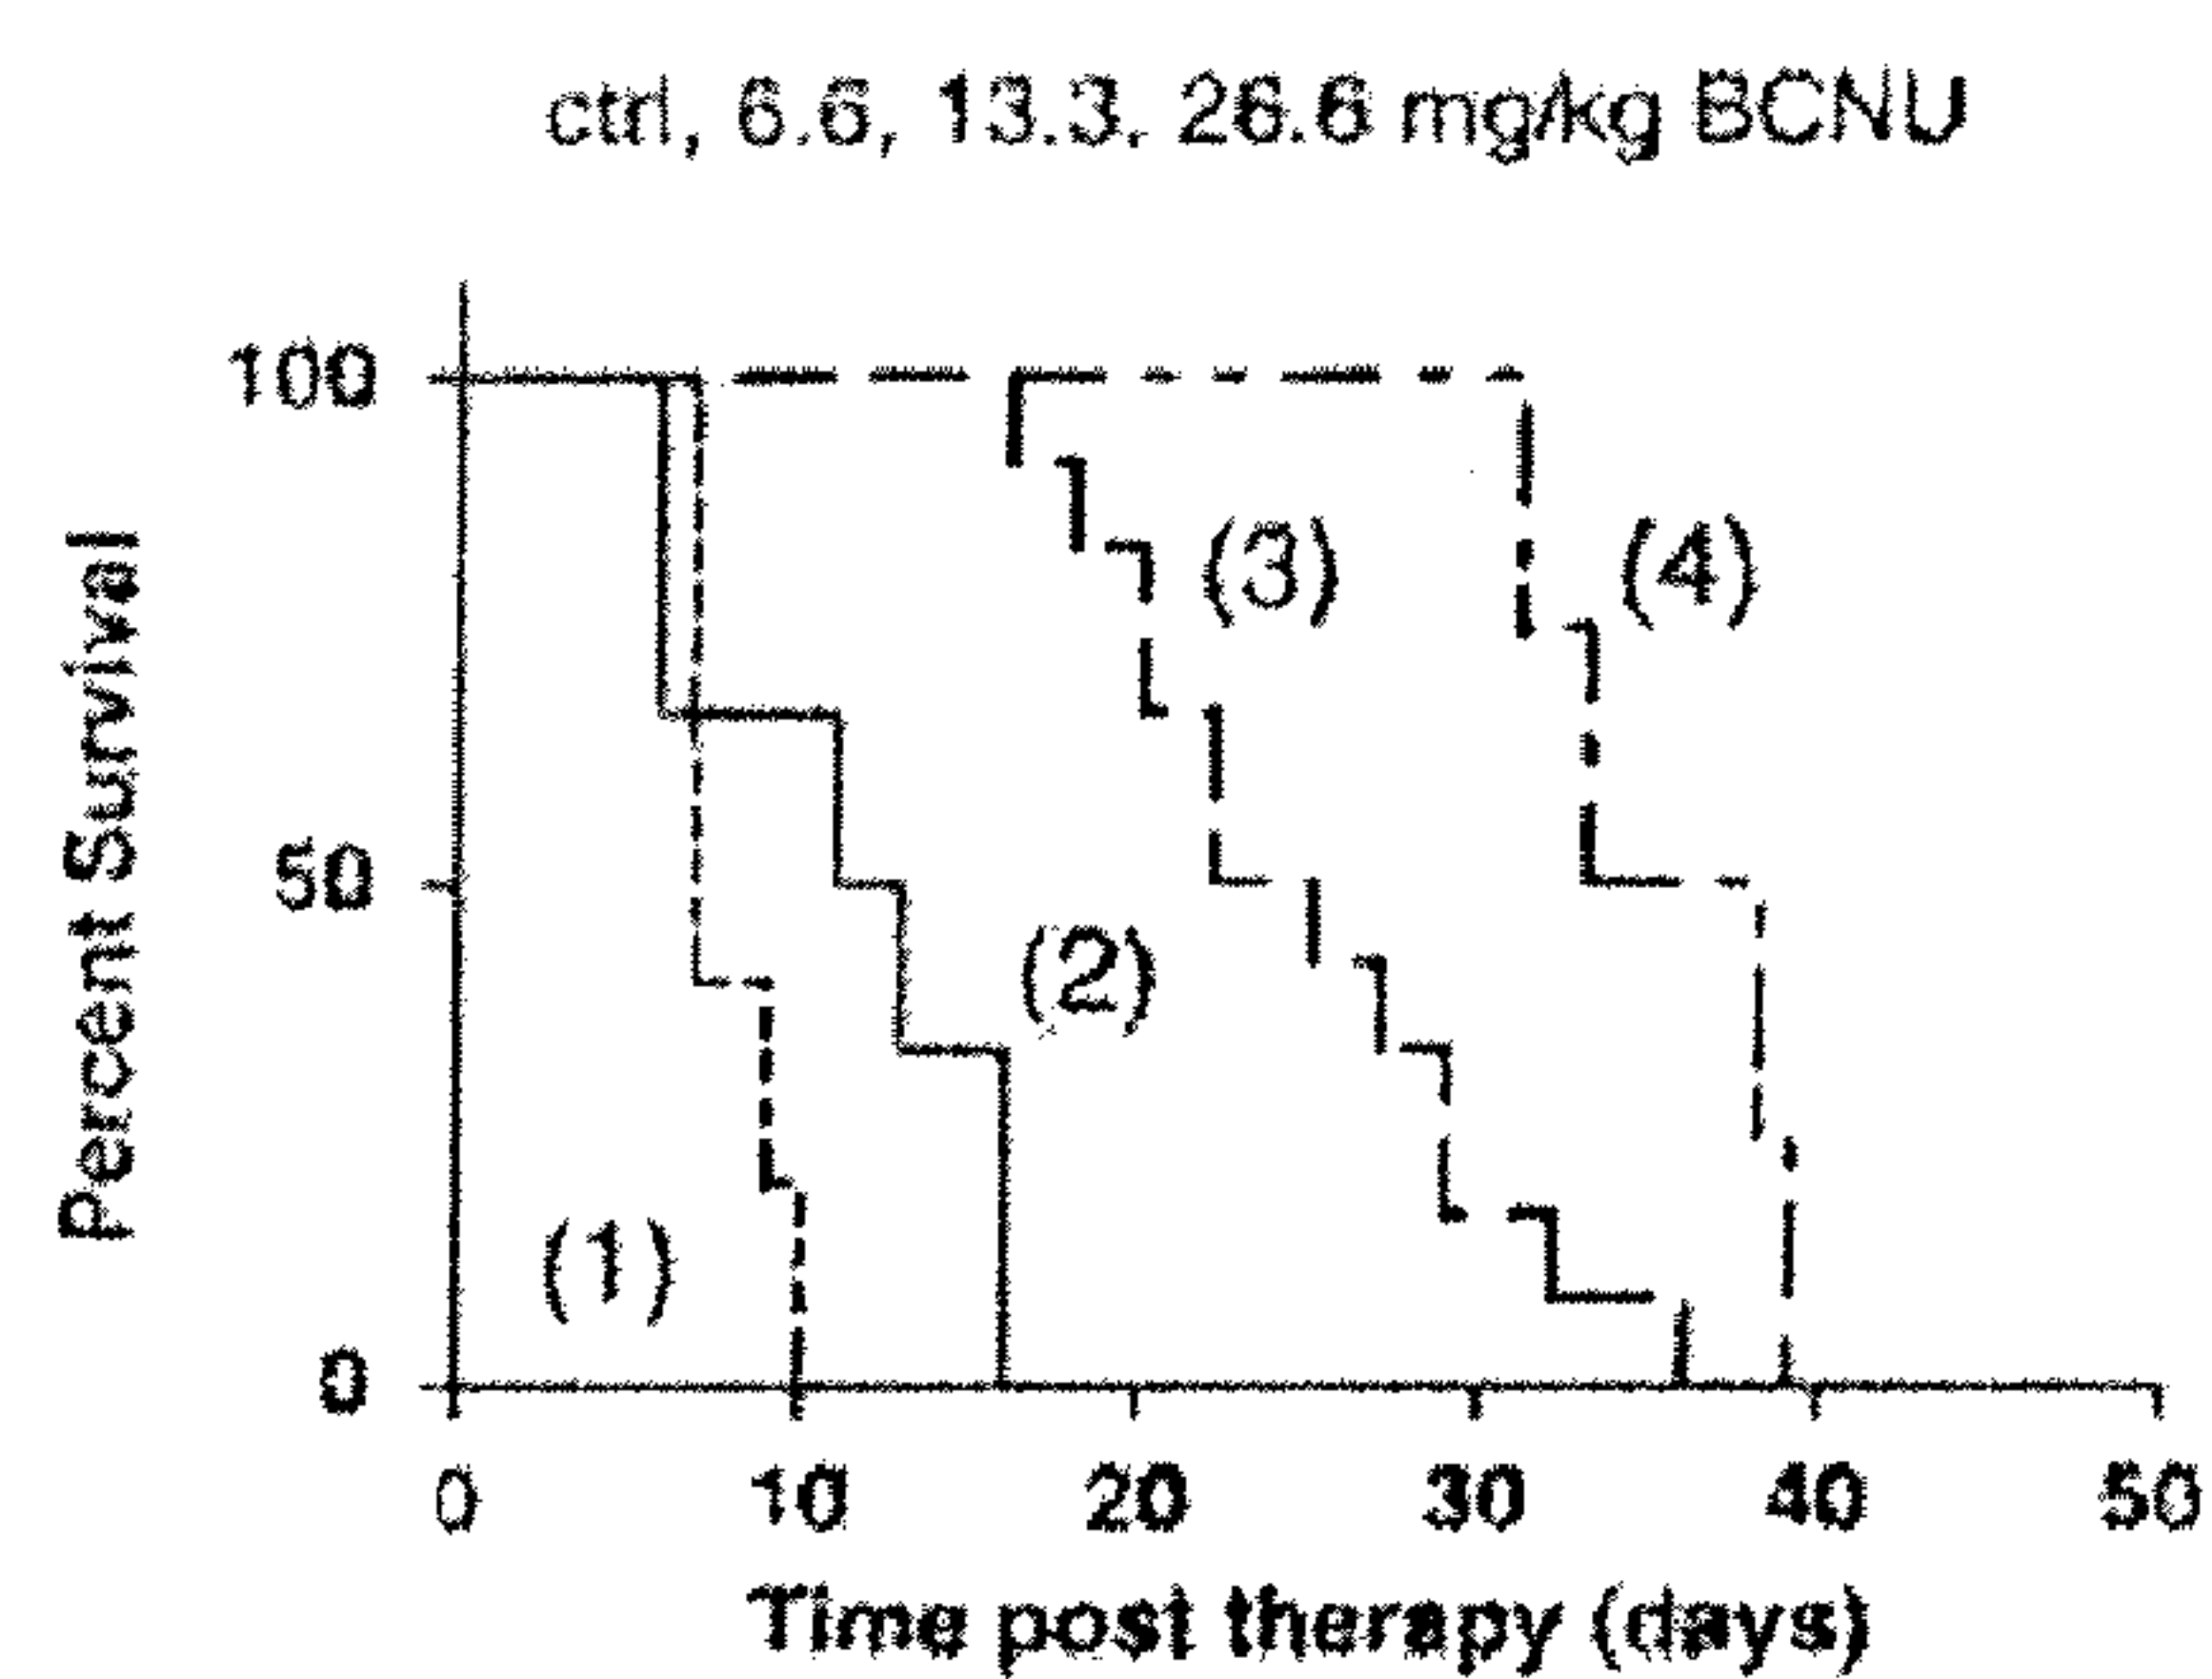 ctrl, 6.6, 13.3, 26.6 mg/kg BCNU
100
50
0
Percent Survival
(1)
(2)
(3)
(4)
0 10 20 30 40 50
Time post therapy (days)